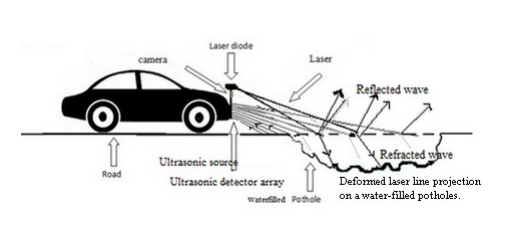 Laser diode
camera
Laser
Reflected wave
Ultrasonic source
Refracted wave
Road
Ultrasonic detector array
Deformed laser line projection
on a water-filled potholes.
Waterfilled Pothole